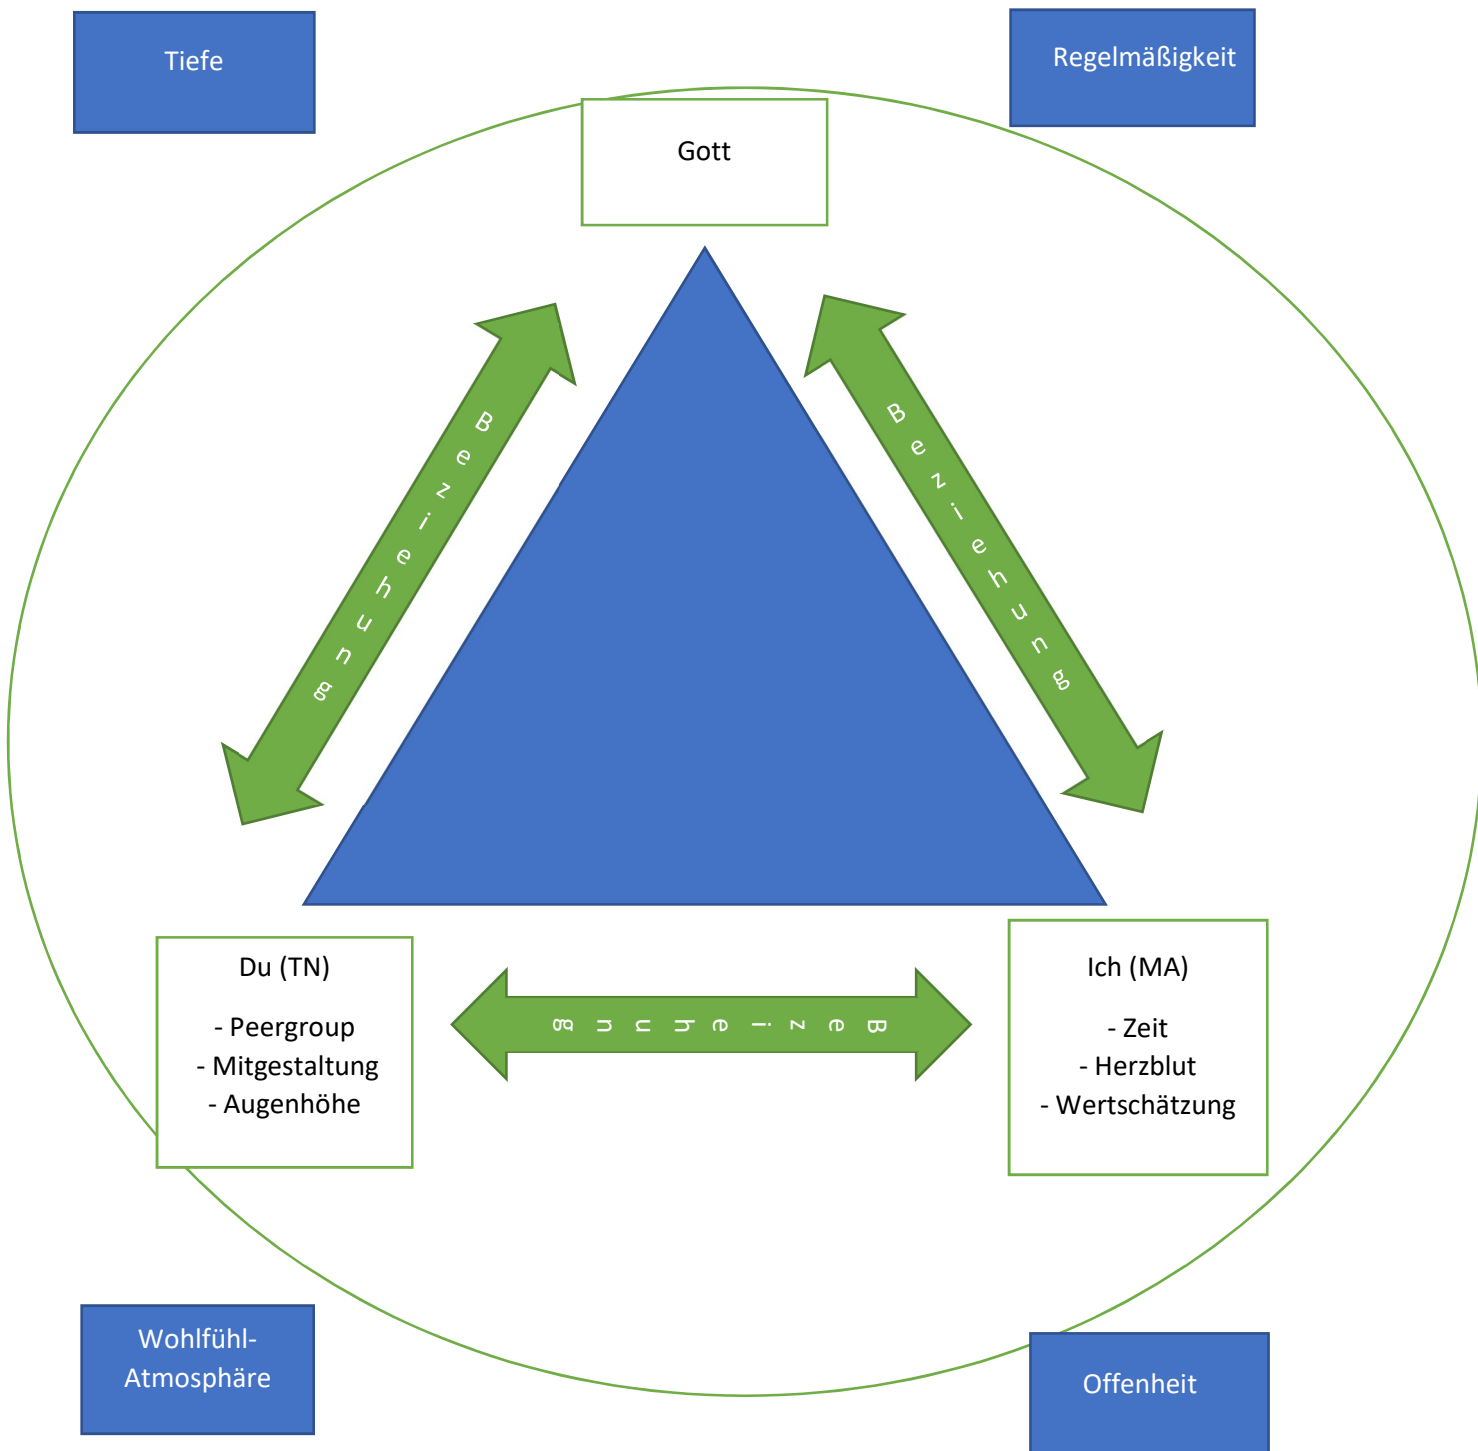 Tiefe
Regelmäßigkeit
Gott
Beziehung
Beziehung
Du (TN)
- Peergroup
- Mitgestaltung
- Augenhöhe
Beziehung
Ich (MA)
- Zeit
- Herzblut
- Wertschätzung
Wohlfühl-
Atmosphäre
Offenheit